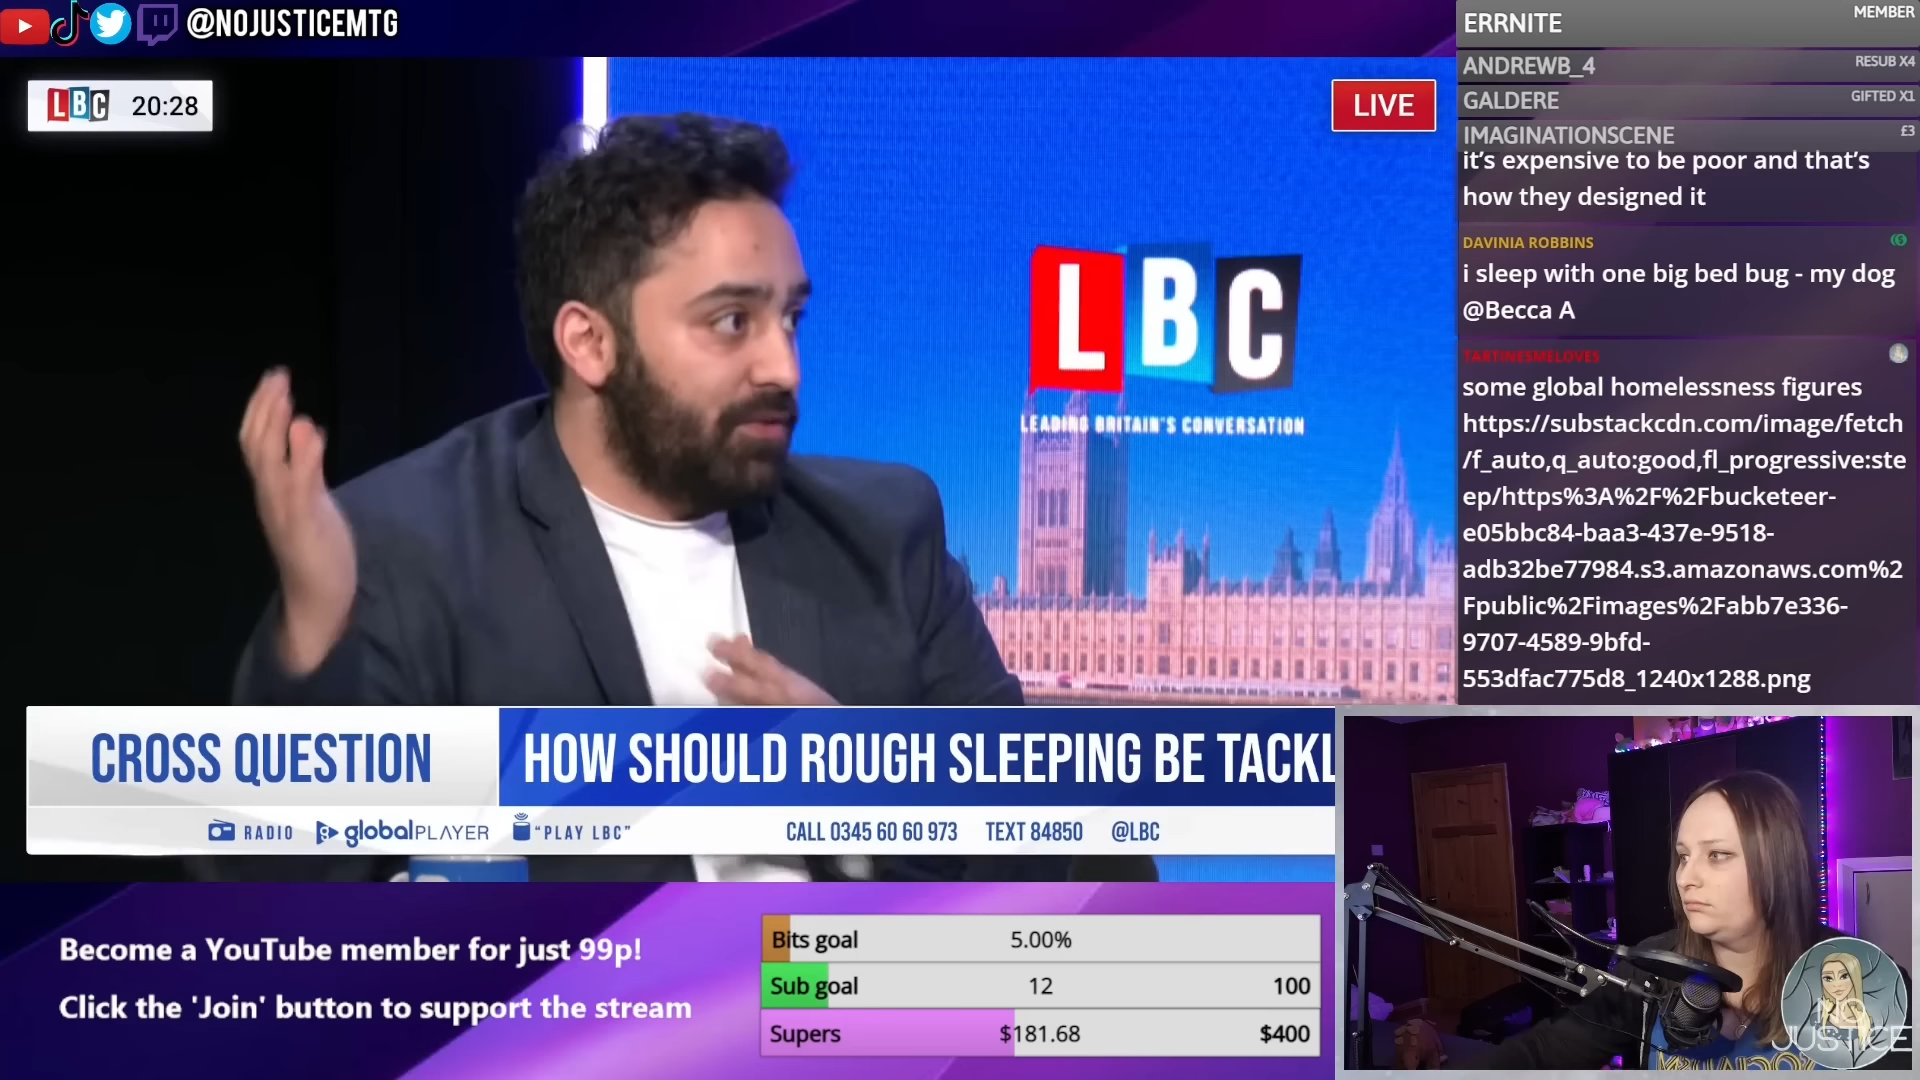 @NOJUSTICEMTG
LBC 20:28
LIVE
LBC
LEADING BRITAIN'S CONVERSATION
CROSS QUESTION
HOW SHOULD ROUGH SLEEPING BE TACKL
RADIO
globalPLAYER
"PLAY LBC"
CALL 0345 60 60 973
TEXT 84850
@LBC
Become a YouTube member for just 99p!
Click the 'Join' button to support the stream
Bits goal 5.00%
Sub goal 12 100
Supers $181.68 $400
ERRNITE MEMBER
ANDREWB_4 RESUB X4
GALDERE GIFTED X1
IMAGINATIONSCENE £3
it's expensive to be poor and that's
how they designed it
DAVINIA ROBBINS
i sleep with one big bed bug - my dog
@Becca A
TARTINESMELOVES
some global homelessness figures
https://substackcdn.com/image/fetch
/f_auto,q_auto:good,fl_progressive:ste
ep/https%3A%2F%2Fbucketeer-
e05bbc84-baa3-437e-9518-
adb32be77984.s3.amazonaws.com%2
Fpublic%2Fimages%2Fabb7e336-
9707-4589-9bfd-
553dfac775d8_1240x1288.png
NO
JUSTICE